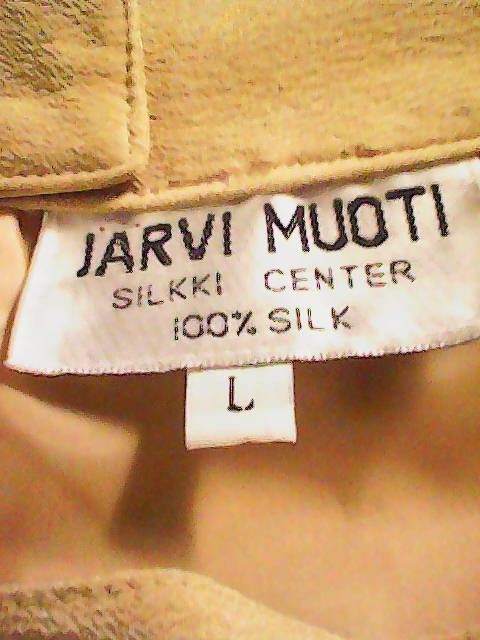 JARVI MUOTI
SILKKI CENTER
100% SILK
L